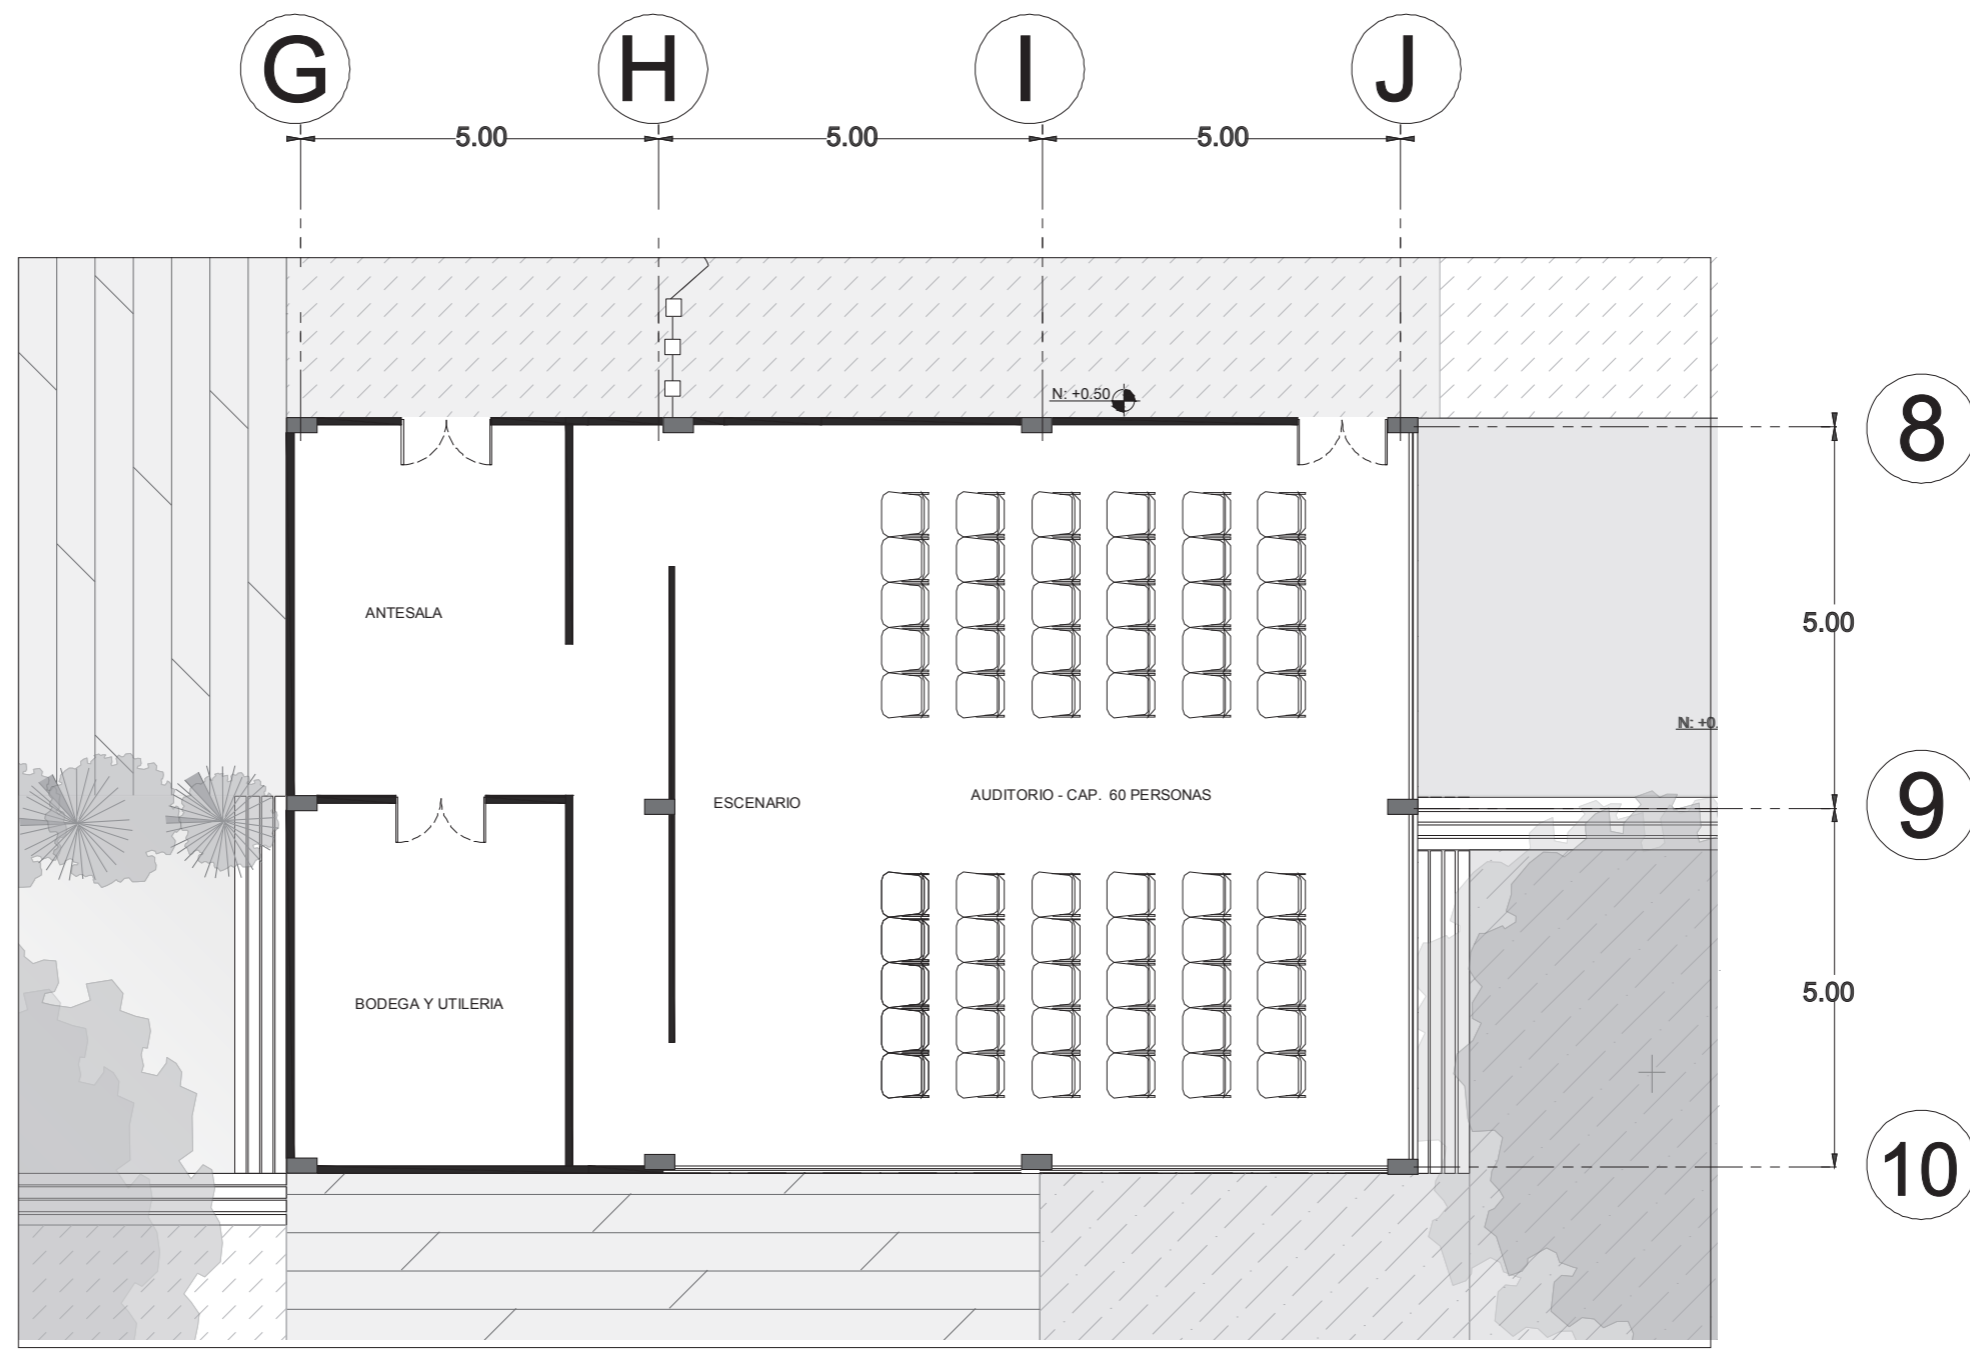 G H I J
5.00 5.00 5.00
N: +0.50
8
ANTESALA
5.00
N: +0.
ESCENARIO
AUDITORIO - CAP. 60 PERSONAS
9
BODEGA Y UTILERIA
5.00
10